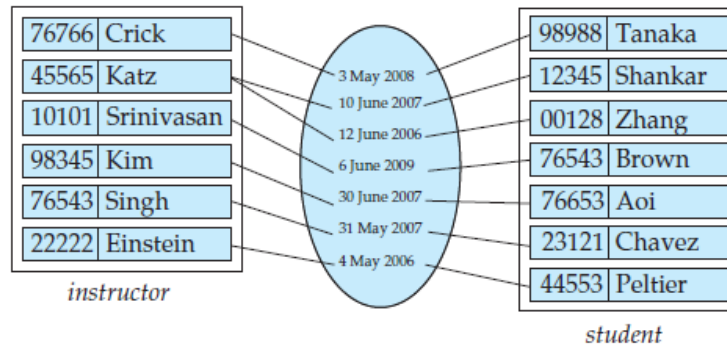 76766 Crick
45565 Katz
10101 Srinivasan
98345 Kim
76543 Singh
22222 Einstein
instructor
3 May 2008
10 June 2007
12 June 2006
6 June 2009
30 June 2007
31 May 2007
4 May 2006
98988 Tanaka
12345 Shankar
00128 Zhang
76543 Brown
76653 Aoi
23121 Chavez
44553 Peltier
student